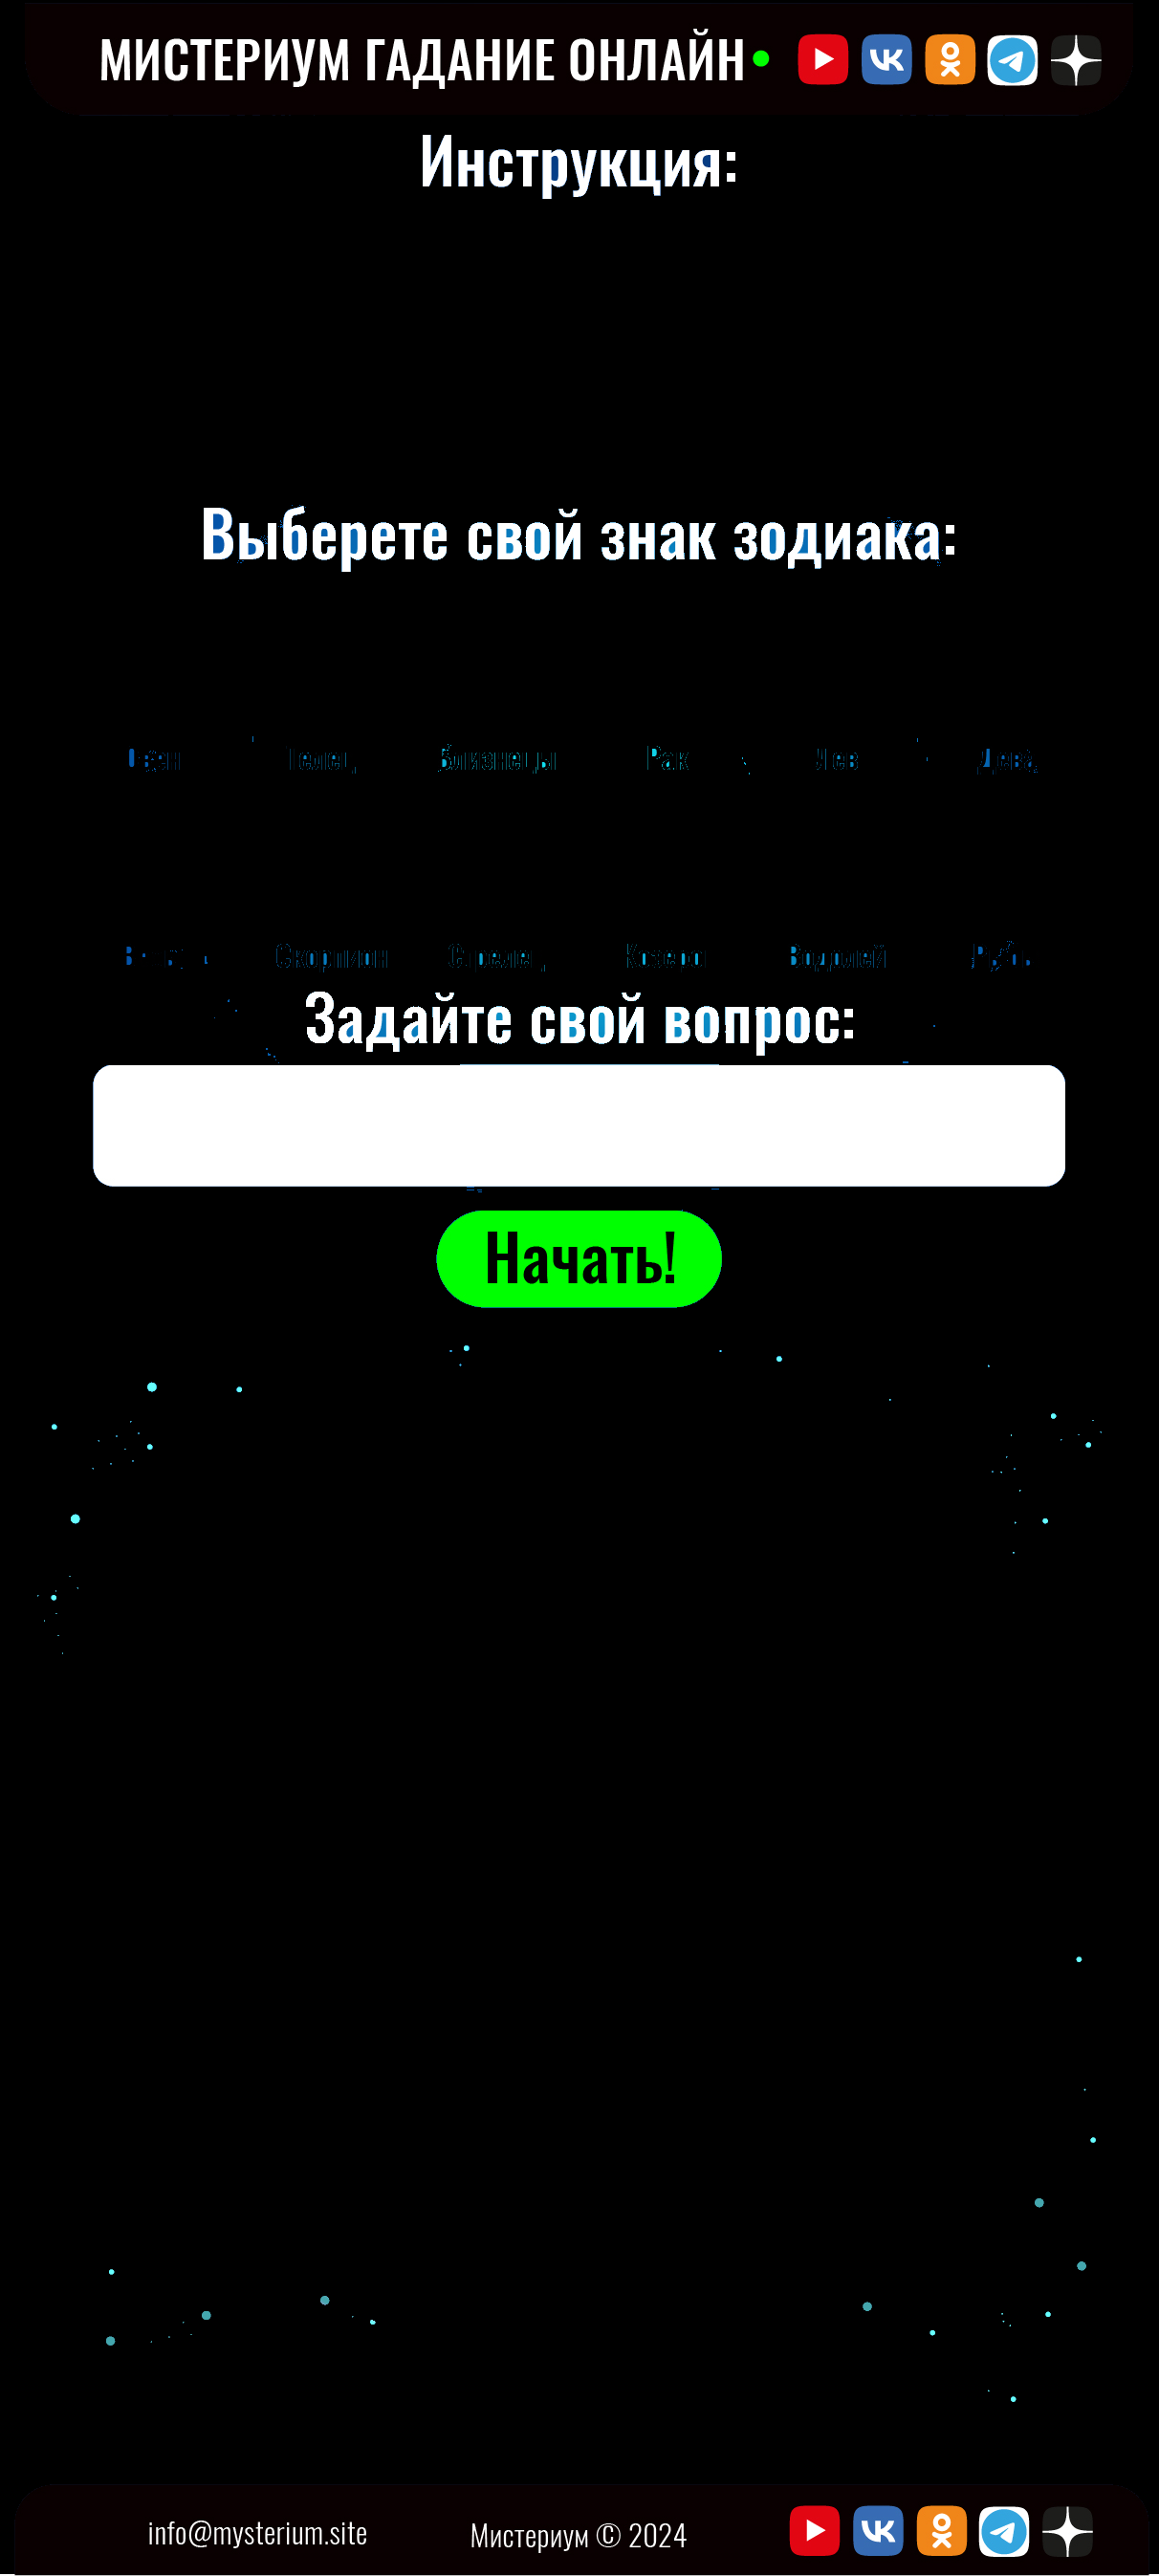 МИСТЕРИУМ ГАДАНИЕ ОНЛАЙН
Инструкция:
Выберете свой знак зодиака:
Овен Телец Близнецы Рак Лев Дева
Скорпион Стрелец Козерог Водолей Рыбы
Задайте свой вопрос:
Начать!
info@mysterium.site Мистериум © 2024